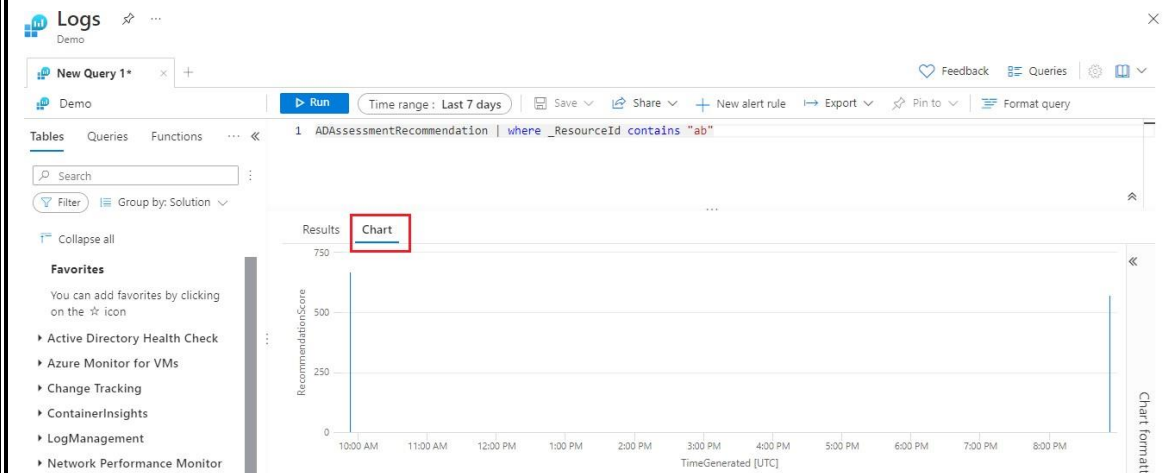 Logs
Demo
New Query 1*
Feedback Queries
Demo
Run Time range : Last 7 days Save Share New alert rule Export Pin to Format query
Tables Queries Functions
1 ADAssessmentRecommendation | where _ResourceId contains "ab"
Search
Filter Group by: Solution
Collapse all
Favorites
You can add favorites by clicking
on the ☆ icon
Active Directory Health Check
Azure Monitor for VMs
Change Tracking
ContainerInsights
LogManagement
Network Performance Monitor
Results Chart
750
500
250
0
RecommendationScore
10:00 AM 11:00 AM 12:00 PM 1:00 PM 2:00 PM 3:00 PM 4:00 PM 5:00 PM 6:00 PM 7:00 PM 8:00 PM
TimeGenerated [UTC]
Chart formatt